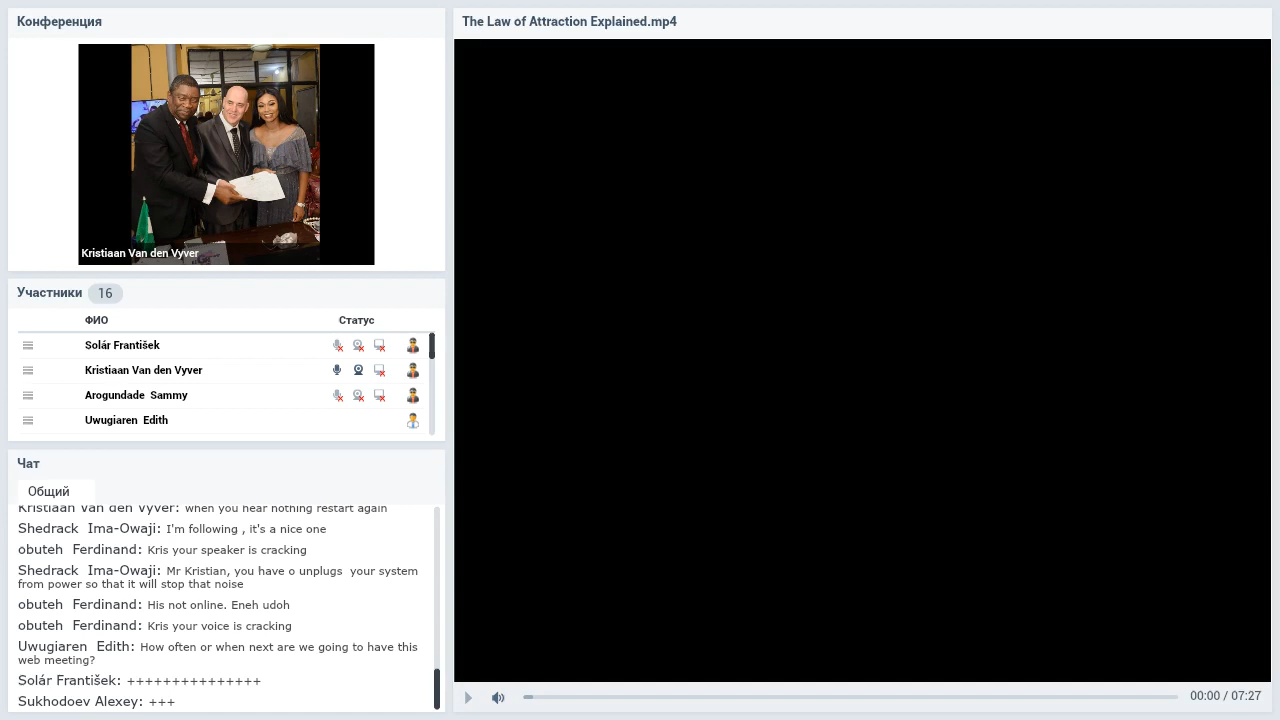 Конференция
Kristiaan Van den Vyver
Участники 16
ФИО Статус
Solár František
Kristiaan Van den Vyver
Arogundade Sammy
Uwugiaren Edith
Чат
Общий
Kristiaan Van den Vyver: when you hear nothing restart again
Shedrack Ima-Owaji: I'm following , it's a nice one
obuteh Ferdinand: Kris your speaker is cracking
Shedrack Ima-Owaji: Mr Kristian, you have o unplugs your system
from power so that it will stop that noise
obuteh Ferdinand: His not online. Eneh udoh
obuteh Ferdinand: Kris your voice is cracking
Uwugiaren Edith: How often or when next are we going to have this
web meeting?
Solár František: +++++++++++++++
Sukhodoev Alexey: +++
The Law of Attraction Explained.mp4
00:00 / 07:27